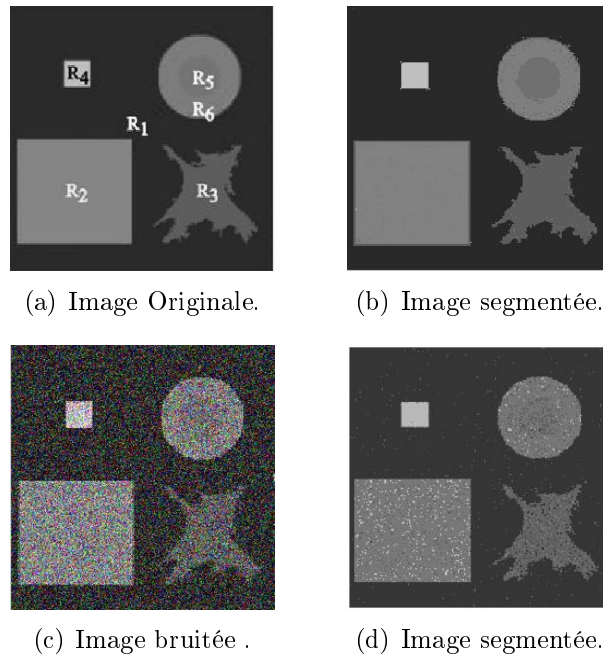 R4
R5
R6
R1
R2
R3
(a) Image Originale.
(b) Image segmentée.
(c) Image bruitée .
(d) Image segmentée.